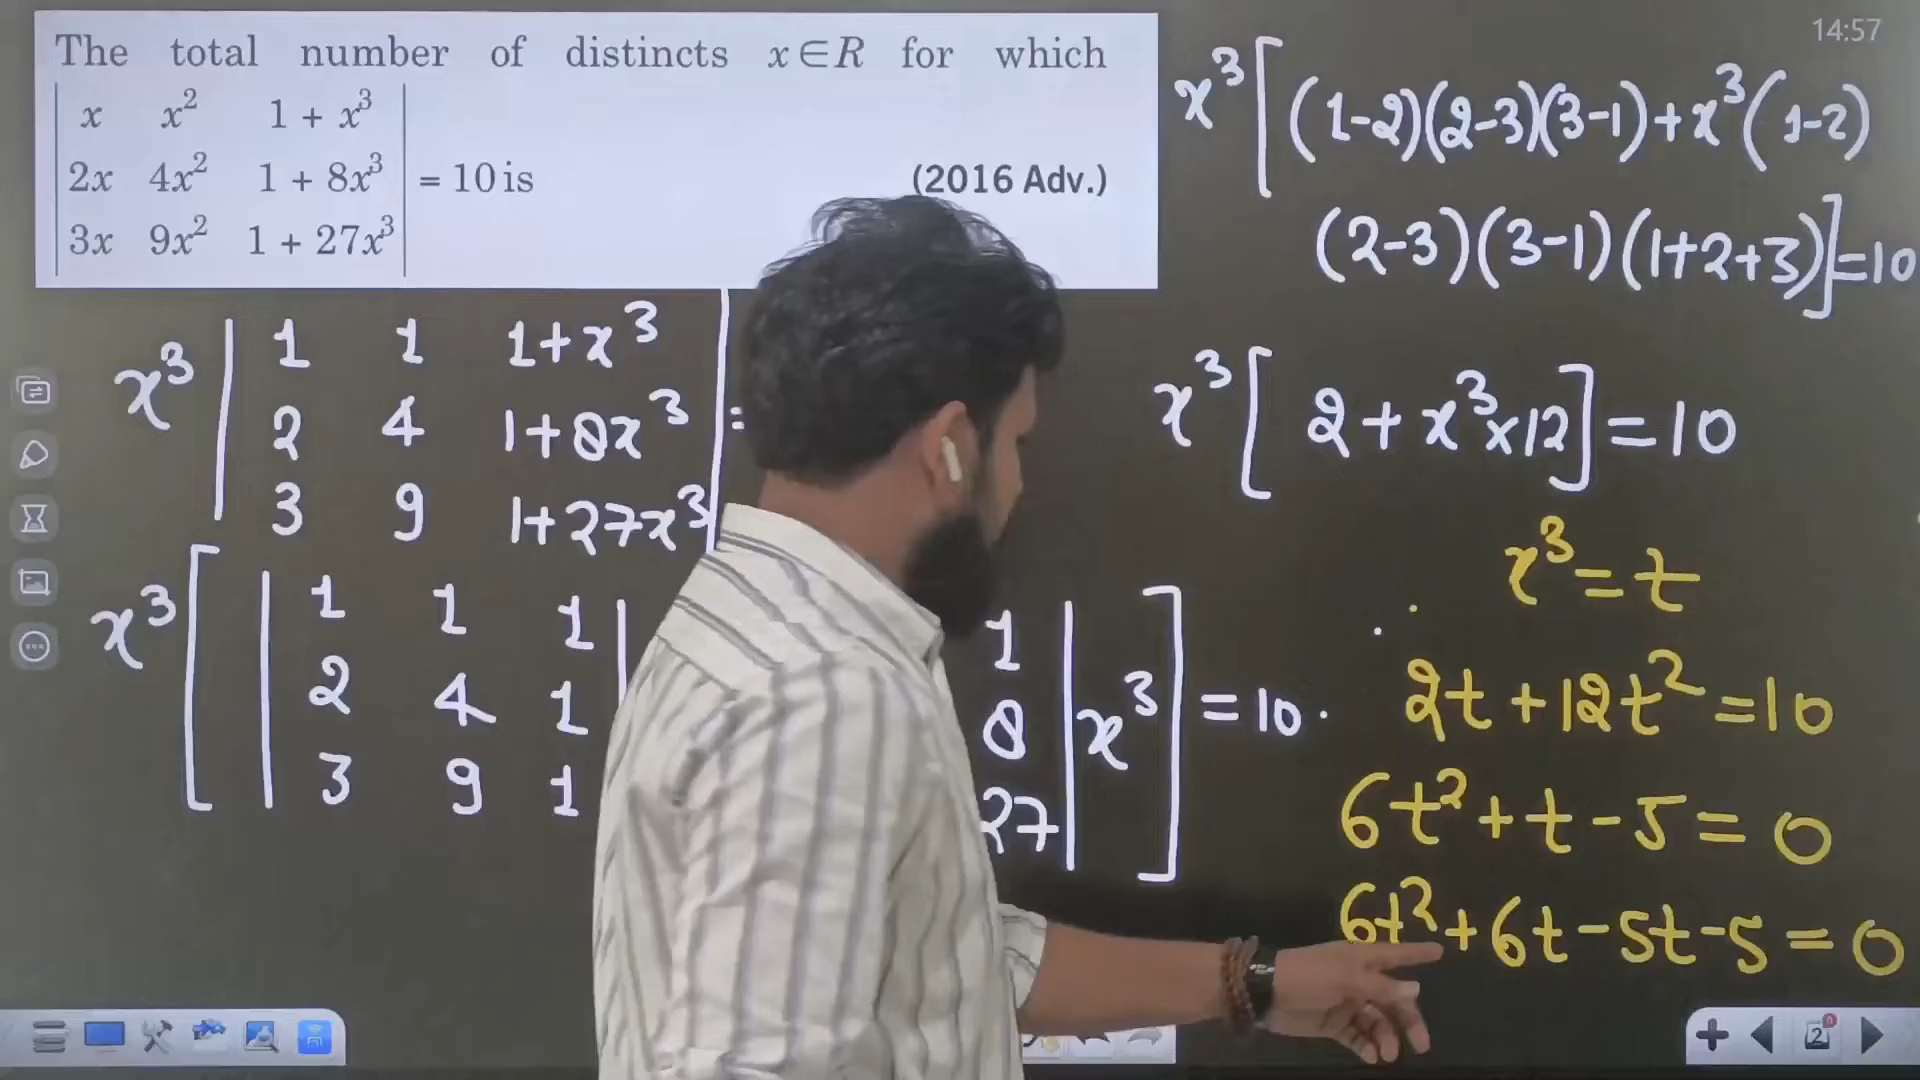 The total number of distincts x ∈ R for which
| x x² 1 + x³ |
| 2x 4x² 1 + 8x³ | = 10 is (2016 Adv.)
| 3x 9x² 1 + 27x³ |
x³ | 1 1 1+x³ |
| 2 4 1+8x³ | =
| 3 9 1+27x³ |
x³ [ | 1 1 1 | 1 |
| 2 4 1 | 8 | x³ ] = 10.
| 3 9 1 | 27 |
14:57
x³ [ (1-2)(2-3)(3-1)+x³(1-2)
(2-3)(3-1)(1+2+3) ] =10
x³ [ 2+x³×12 ] =10
x³=t
2t+12t²=10
6t²+t-5=0
6t²+6t-5t-5=0
2